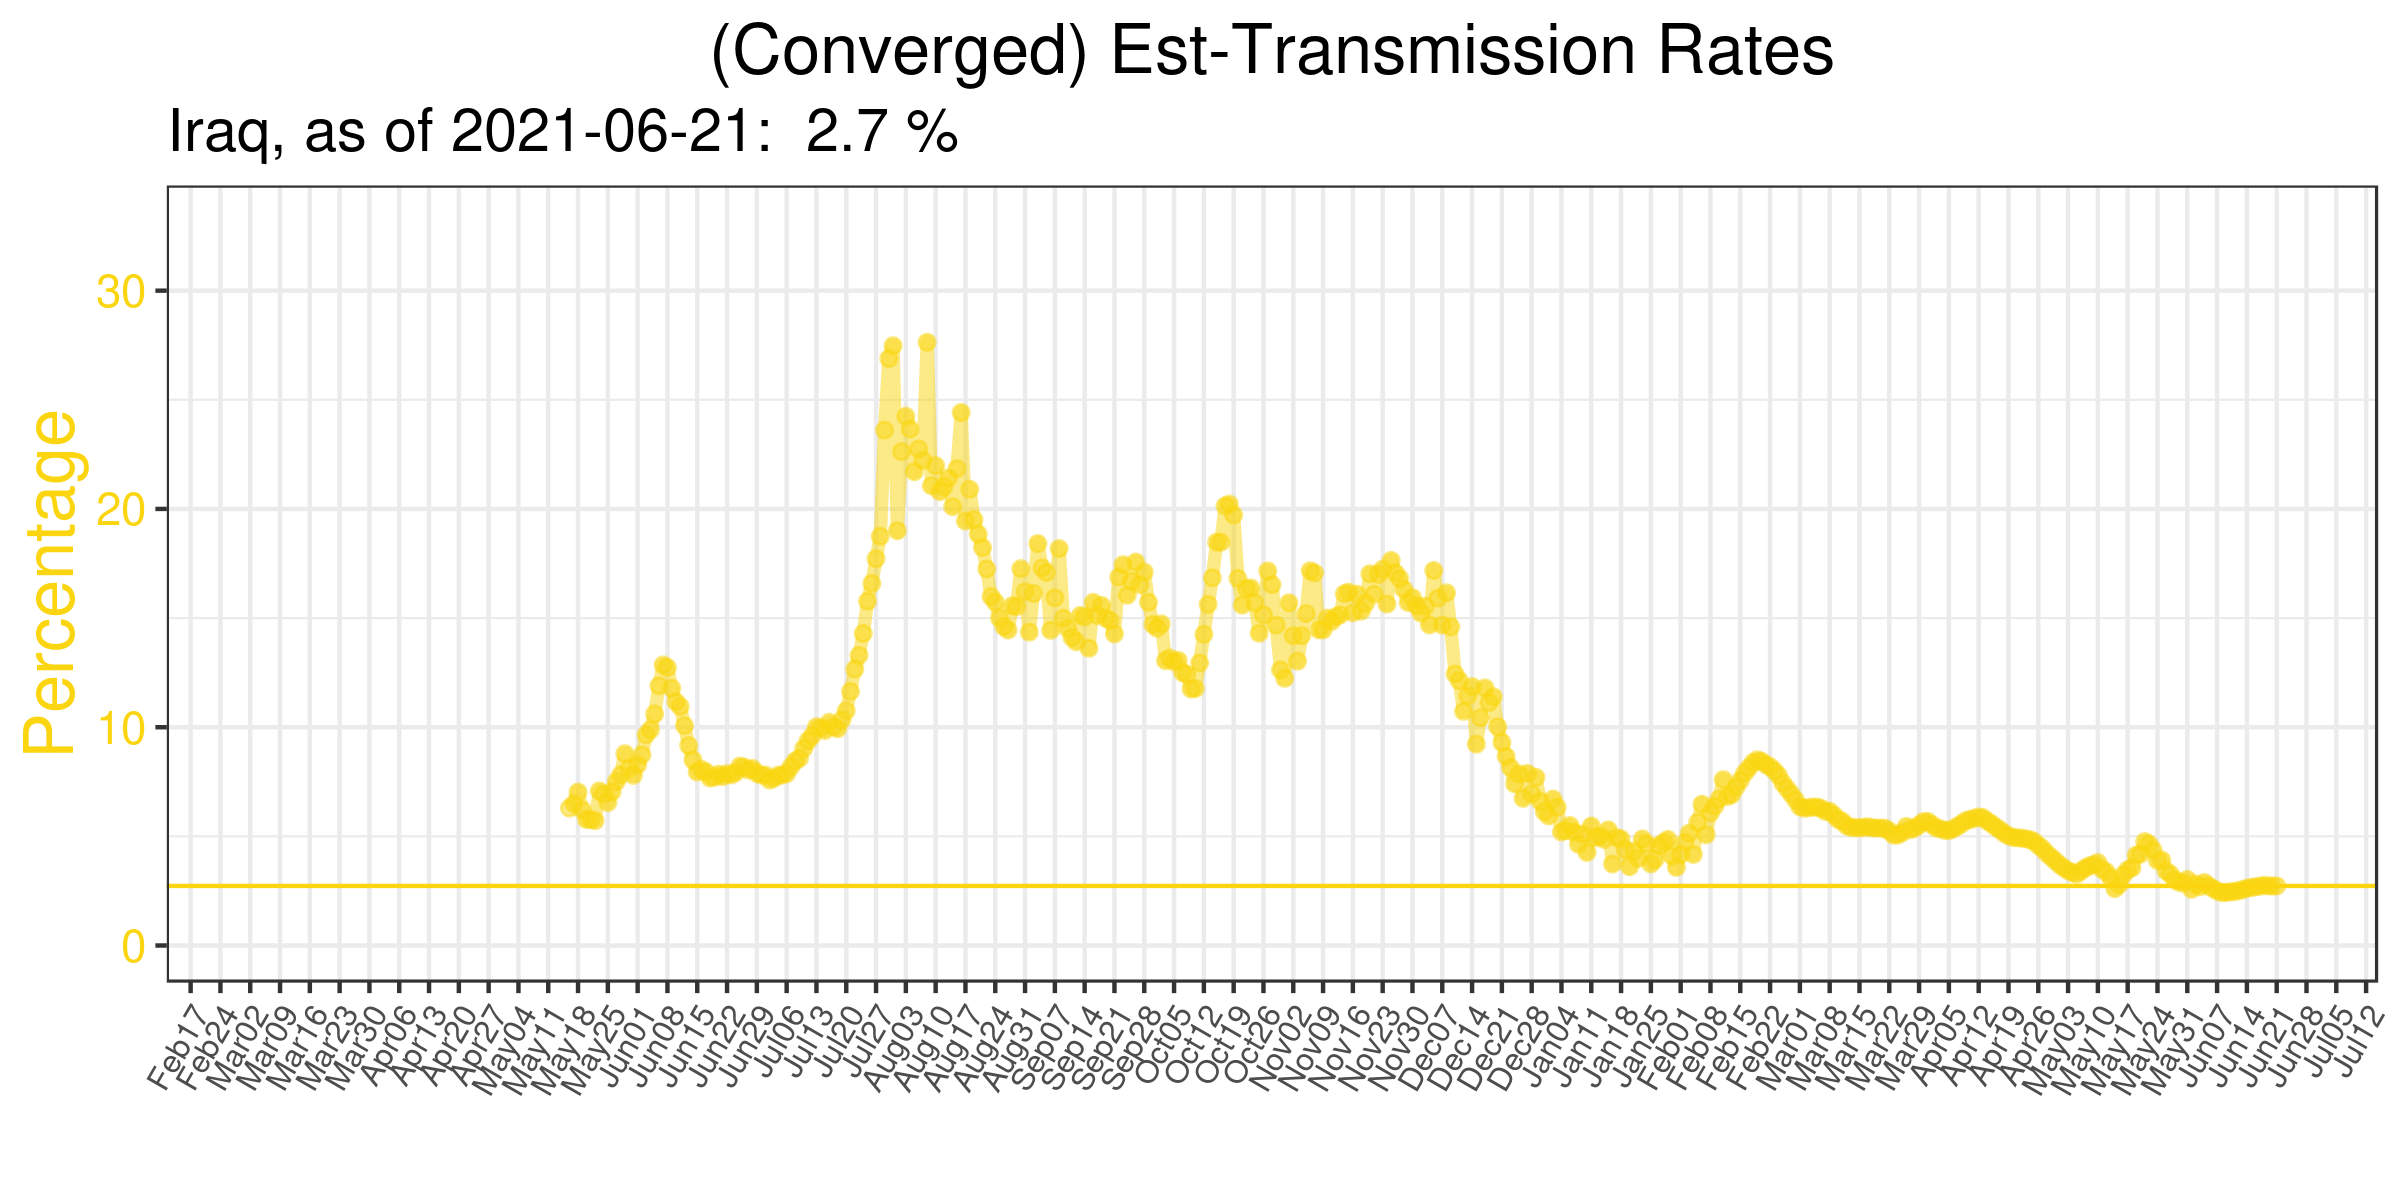 (Converged) Est-Transmission Rates
Iraq, as of 2021-06-21:  2.7 %
Percentage
30
20
10
0
Feb17
Feb24
Mar02
Mar09
Mar16
Mar23
Mar30
Apr06
Apr13
Apr20
Apr27
May04
May11
May18
May25
Jun01
Jun08
Jun15
Jun22
Jun29
Jul06
Jul13
Jul20
Jul27
Aug03
Aug10
Aug17
Aug24
Aug31
Sep07
Sep14
Sep21
Sep28
Oct05
Oct12
Oct19
Oct26
Nov02
Nov09
Nov16
Nov23
Nov30
Dec07
Dec14
Dec21
Dec28
Jan04
Jan11
Jan18
Jan25
Feb01
Feb08
Feb15
Feb22
Mar01
Mar08
Mar15
Mar22
Mar29
Apr05
Apr12
Apr19
Apr26
May03
May10
May17
May24
May31
Jun07
Jun14
Jun21
Jun28
Jul05
Jul12